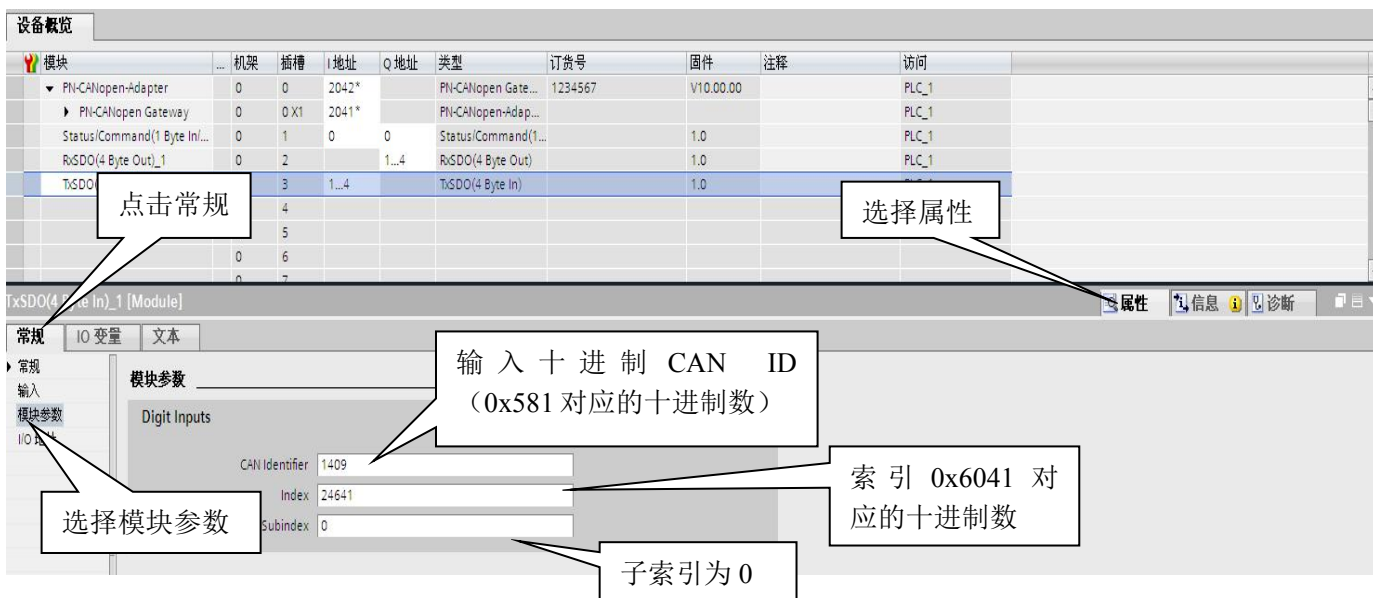 设备概览
模块 ... 机架 插槽 I 地址 Q 地址 类型 订货号 固件 注释 访问
PN-CANopen-Adapter 0 0 2042* PN-CANopen Gate... 1234567 V10.00.00 PLC_1
PN-CANopen Gateway 0 0 X1 2041* PN-CANopen-Adap... PLC_1
Status/Command(1 Byte In/... 0 1 0 0 Status/Command(1... 1.0 PLC_1
RxSDO(4 Byte Out)_1 0 2 1...4 RxSDO(4 Byte Out) 1.0 PLC_1
TxSDO( 3 1...4 TxSDO(4 Byte In) 1.0
4
5
0 6
点击常规
选择属性
TxSDO(4 Byte In)_1 [Module]
属性 信息 诊断
常规 IO 变量 文本
常规
输入
模块参数
I/O
模块参数
Digit Inputs
CAN Identifier 1409
Index 24641
Subindex 0
输入十进制 CAN ID
（0x581 对应的十进制数）
索引 0x6041 对
应的十进制数
选择模块参数
子索引为 0